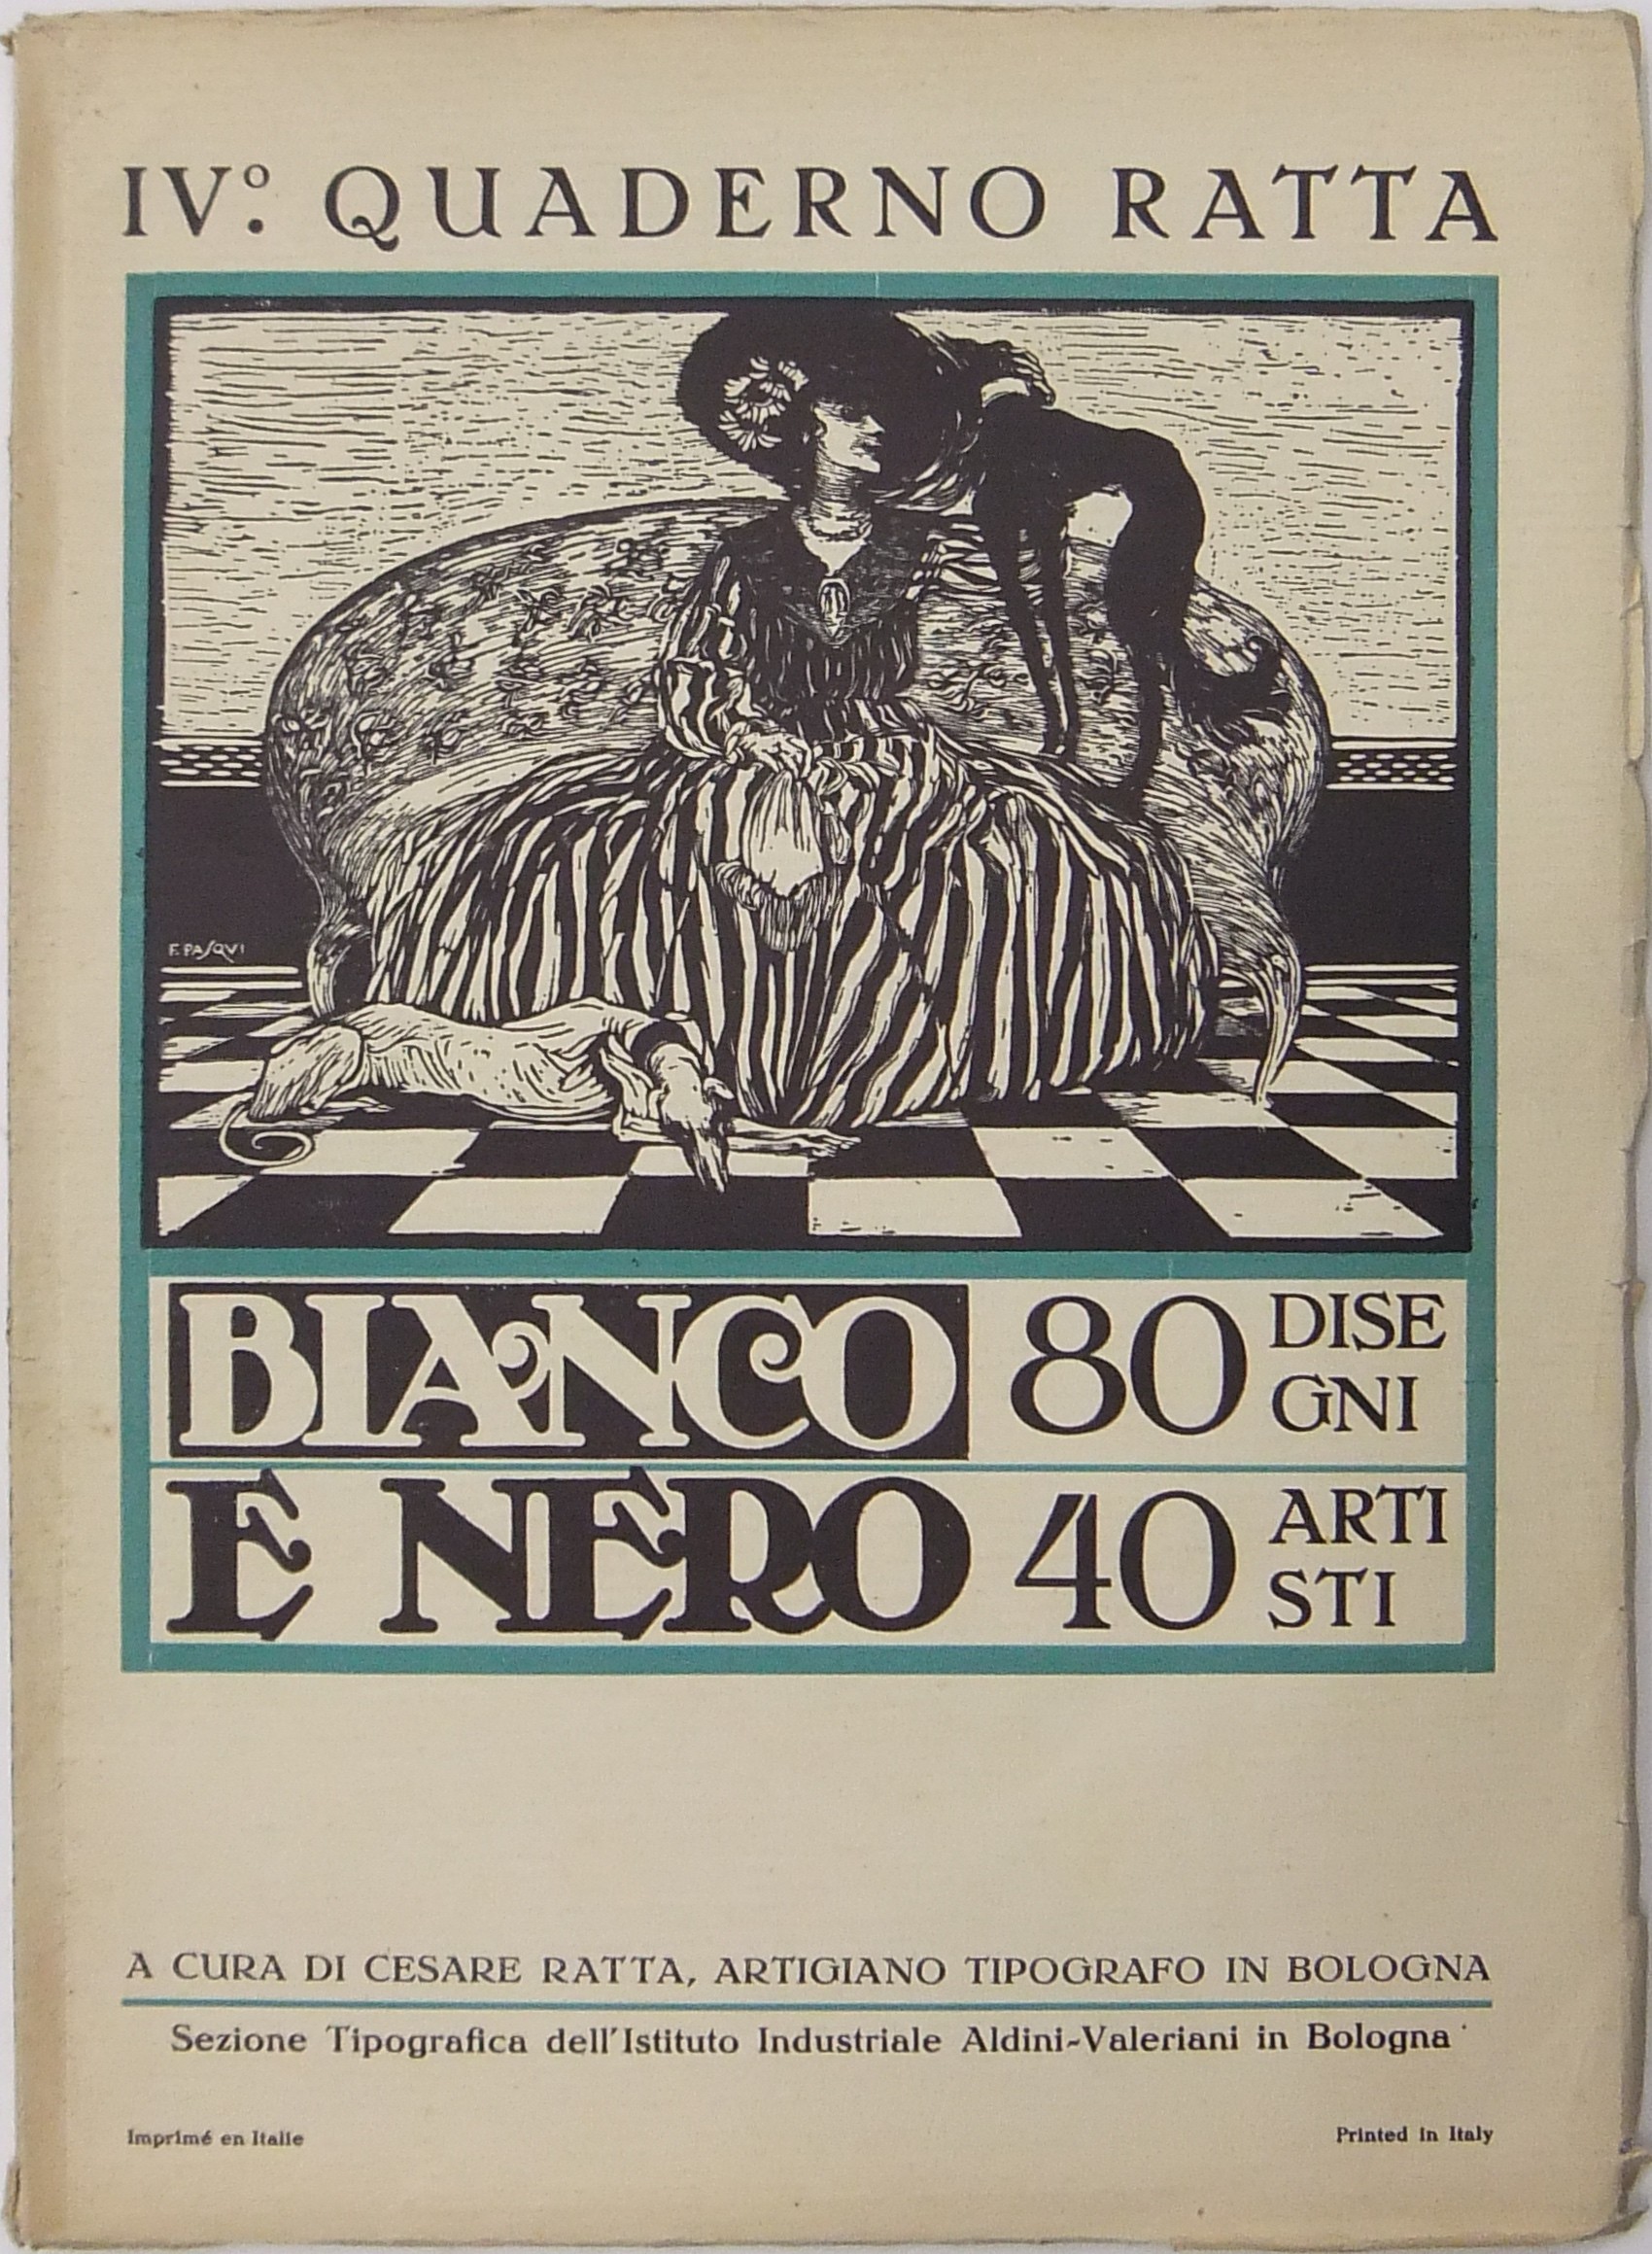 IVº. QUADERNO RATTA
F. PASQVI
BIANCO 80 DISE
GNI
E NERO 40 ARTI
STI
A CURA DI CESARE RATTA, ARTIGIANO TIPOGRAFO IN BOLOGNA
Sezione Tipografica dell'Istituto Industriale Aldini-Valeriani in Bologna
Imprimé en Italie
Printed in Italy